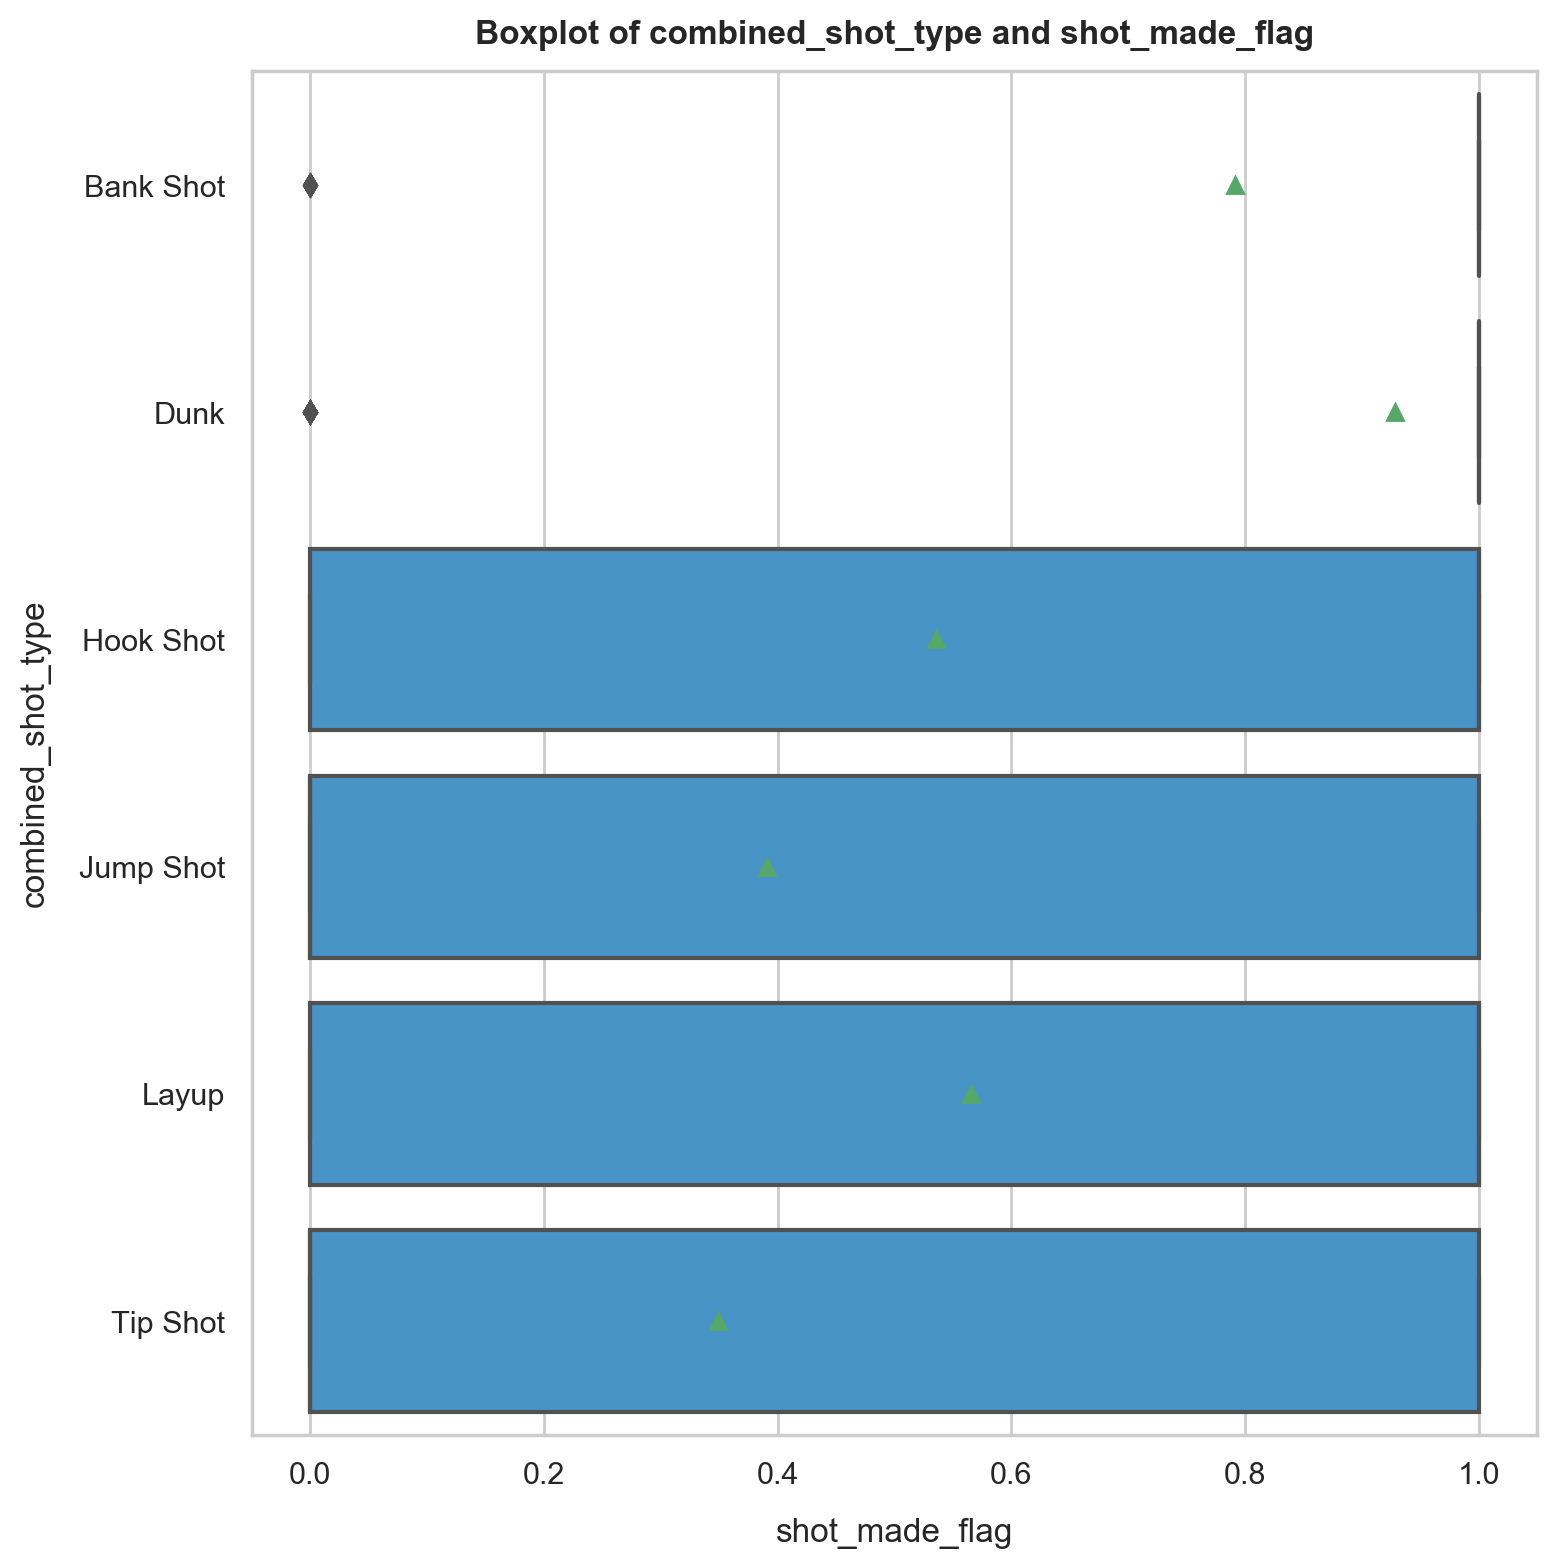 Boxplot of combined_shot_type and shot_made_flag
combined_shot_type
Bank Shot
Dunk
Hook Shot
Jump Shot
Layup
Tip Shot
0.0 0.2 0.4 0.6 0.8 1.0
shot_made_flag